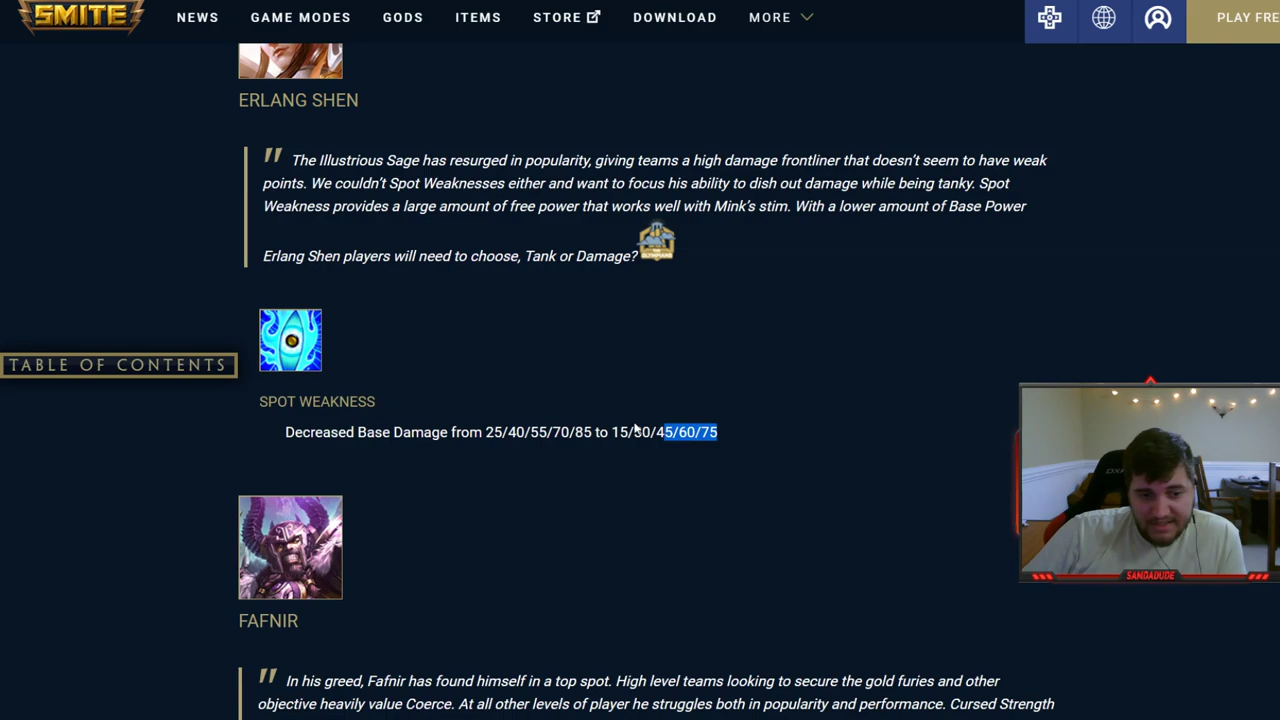 SMITE
NEWS GAME MODES GODS ITEMS STORE DOWNLOAD MORE PLAY FRE
ERLANG SHEN
" The Illustrious Sage has resurged in popularity, giving teams a high damage frontliner that doesn't seem to have weak
points. We couldn't Spot Weaknesses either and want to focus his ability to dish out damage while being tanky. Spot
Weakness provides a large amount of free power that works well with Mink's stim. With a lower amount of Base Power
Erlang Shen players will need to choose, Tank or Damage?
TABLE OF CONTENTS
SPOT WEAKNESS
Decreased Base Damage from 25/40/55/70/85 to 15/30/45/60/75
SANDADUDE
FAFNIR
" In his greed, Fafnir has found himself in a top spot. High level teams looking to secure the gold furies and other
objective heavily value Coerce. At all other levels of player he struggles both in popularity and performance. Cursed Strength